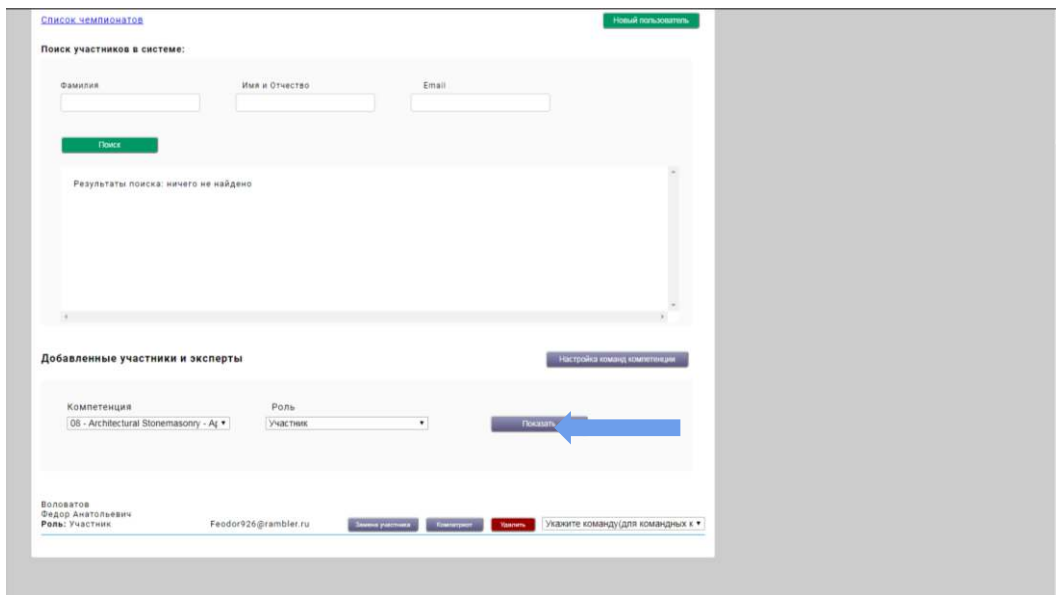 Список чемпионатов
Новый пользователь
Поиск участников в системе:
Фамилия Имя и Отчество Email
Поиск
Результаты поиска: ничего не найдено
Добавленные участники и эксперты
Настройка команд компетенции
Компетенция Роль
08 - Architectural Stonemasonry - Ар Участник Показать
Воловатов
Федор Анатольевич
Роль: Участник Feodor926@rambler.ru Замена участника Компатриот Удалить Укажите команду(для командных к